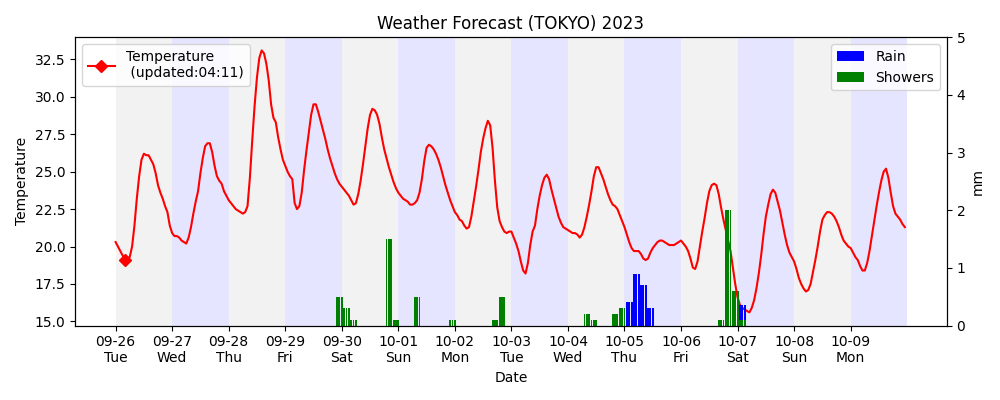 Weather Forecast (TOKYO) 2023
Temperature
(updated:04:11)
Rain
Showers
32.5
30.0
27.5
25.0
22.5
20.0
17.5
15.0
Temperature
5
4
3
2
1
0
mm
09-26 09-27 09-28 09-29 09-30 10-01 10-02 10-03 10-04 10-05 10-06 10-07 10-08 10-09
Tue Wed Thu Fri Sat Sun Mon Tue Wed Thu Fri Sat Sun Mon
Date